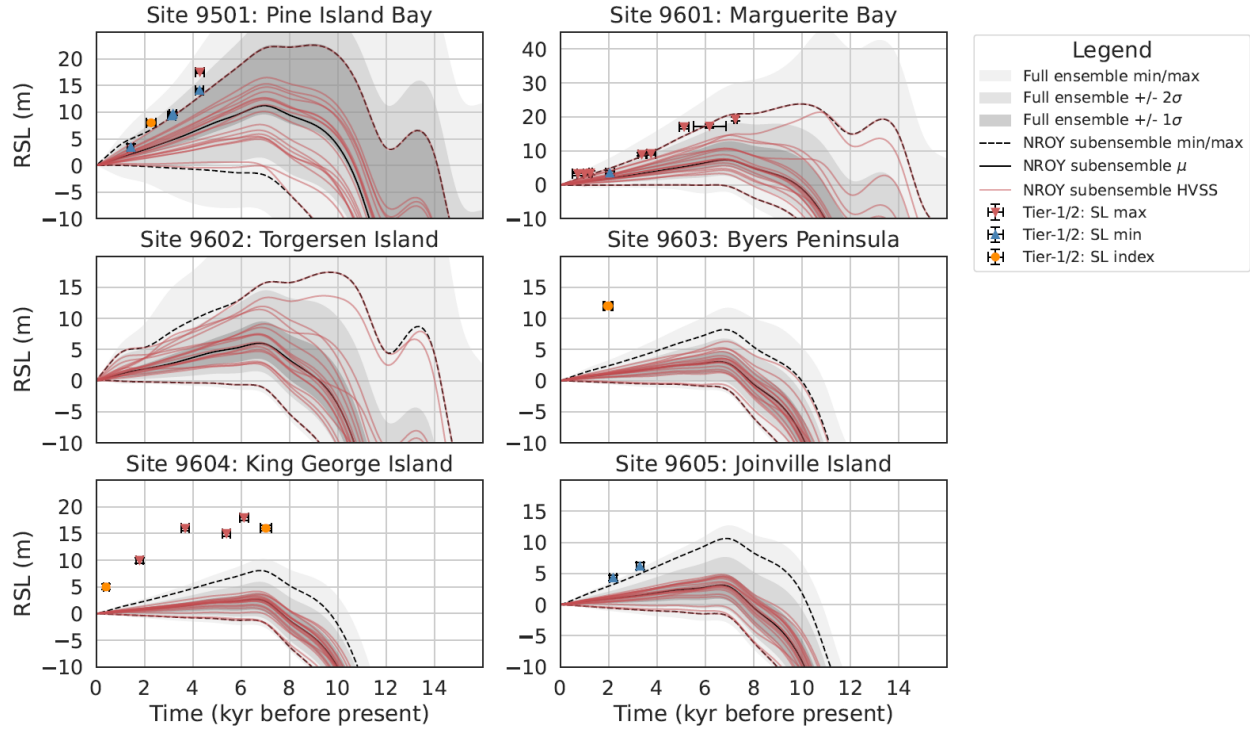 Site 9501: Pine Island Bay
Site 9601: Marguerite Bay
RSL (m)
20
15
10
5
0
−5
−10
40
30
20
10
0
−10
Legend
Full ensemble min/max
Full ensemble +/- 2σ
Full ensemble +/- 1σ
NROY subensemble min/max
NROY subensemble μ
NROY subensemble HVSS
Tier-1/2: SL max
Tier-1/2: SL min
Tier-1/2: SL index
Site 9602: Torgersen Island
Site 9603: Byers Peninsula
RSL (m)
15
10
5
0
−5
−10
15
10
5
0
−5
−10
Site 9604: King George Island
Site 9605: Joinville Island
RSL (m)
20
15
10
5
0
−5
−10
15
10
5
0
−5
−10
0 2 4 6 8 10 12 14
0 2 4 6 8 10 12 14
Time (kyr before present)
Time (kyr before present)